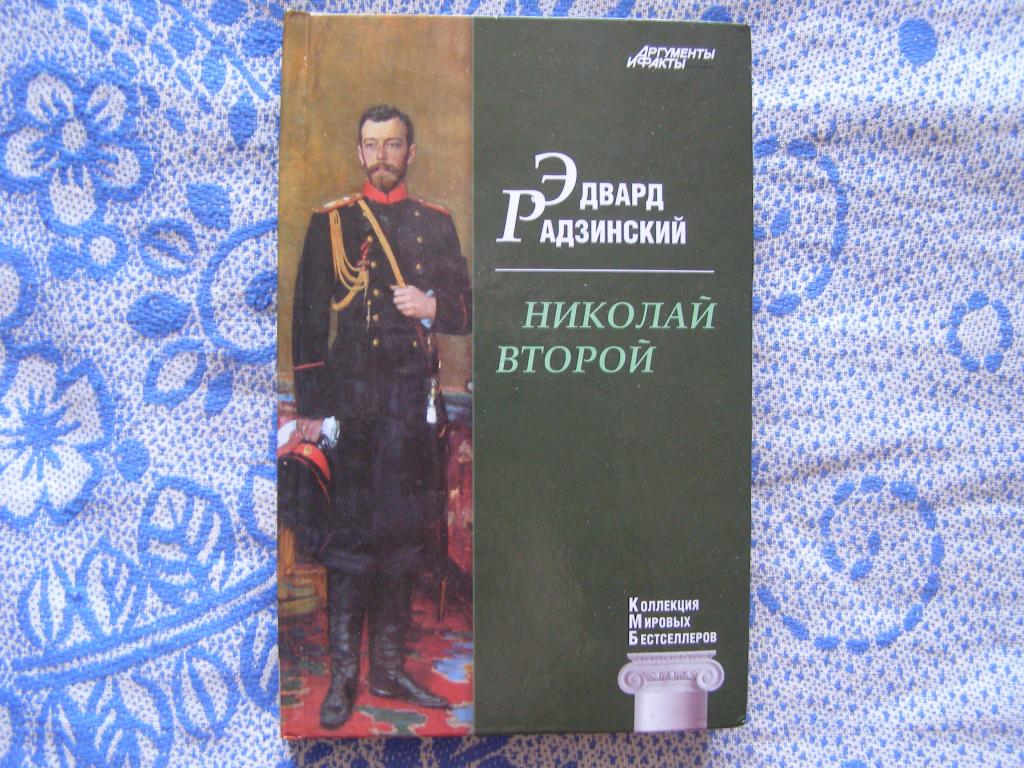 АРГУМЕНТЫ
И ФАКТЫ
ЭДВАРД
РАДЗИНСКИЙ
НИКОЛАЙ
ВТОРОЙ
КОЛЛЕКЦИЯ
МИРОВЫХ
БЕСТСЕЛЛЕРОВ